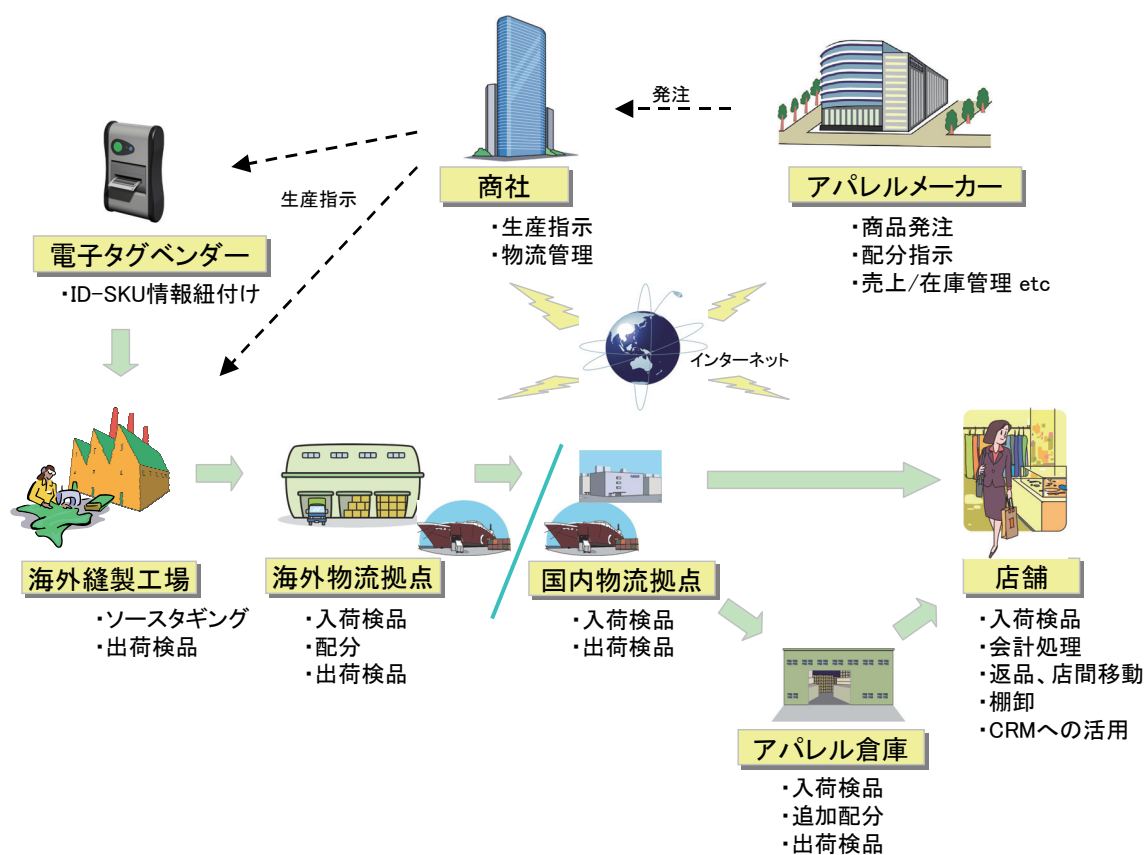 発注
生産指示
商社
・生産指示
・物流管理
アパレルメーカー
・商品発注
・配分指示
・売上/在庫管理 etc
電子タグベンダー
・ID-SKU情報紐付け
インターネット
海外縫製工場
・ソースタギング
・出荷検品
海外物流拠点
・入荷検品
・配分
・出荷検品
国内物流拠点
・入荷検品
・出荷検品
店舗
・入荷検品
・会計処理
・返品、店間移動
・棚卸
・CRMへの活用
アパレル倉庫
・入荷検品
・追加配分
・出荷検品